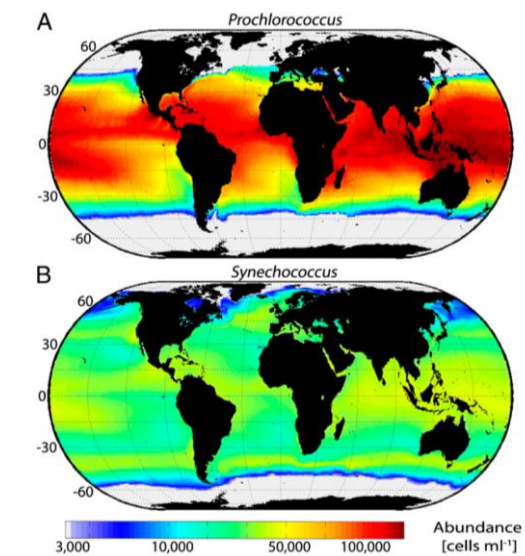 A
Prochlorococcus
60
30
0
-30
-60
B
Synechococcus
60
30
0
-30
-60
3,000 10,000 50,000 100,000
Abundance
[cells ml⁻¹]